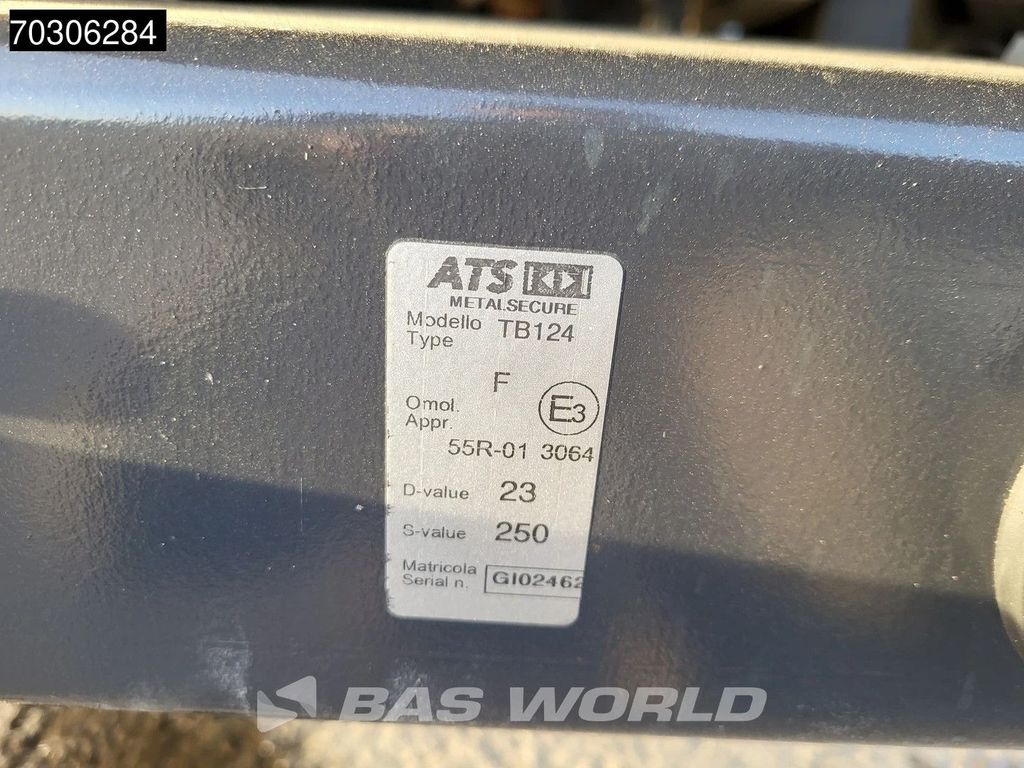 70306284
ATS
METALSECURE
Modello
Type TB124
F
Omol.
Appr. E3
55R-01 3064
D-value 23
S-value 250
Matricola
Serial n. GI02462
BAS WORLD